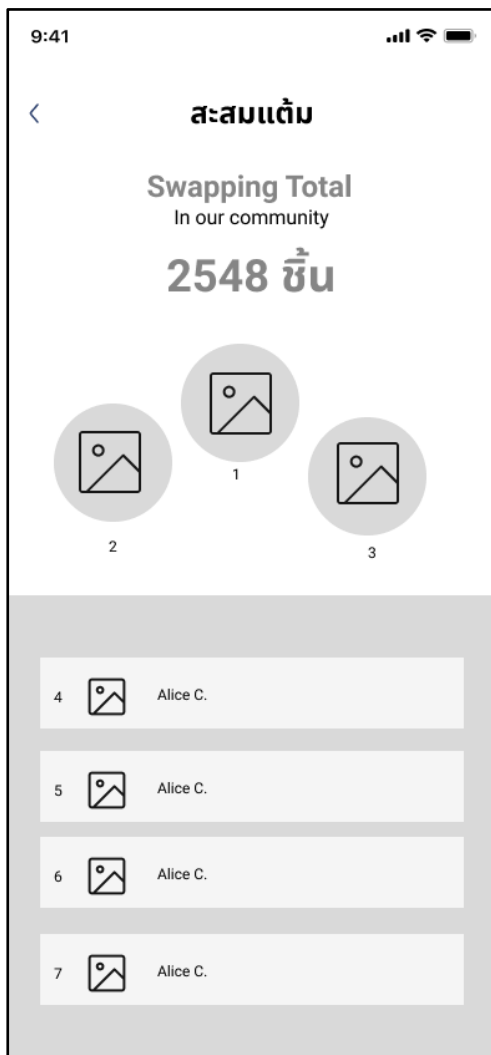 9:41
สะสมแต้ม
Swapping Total
In our community
2548 ชิ้น
1
2
3
4 Alice C.
5 Alice C.
6 Alice C.
7 Alice C.